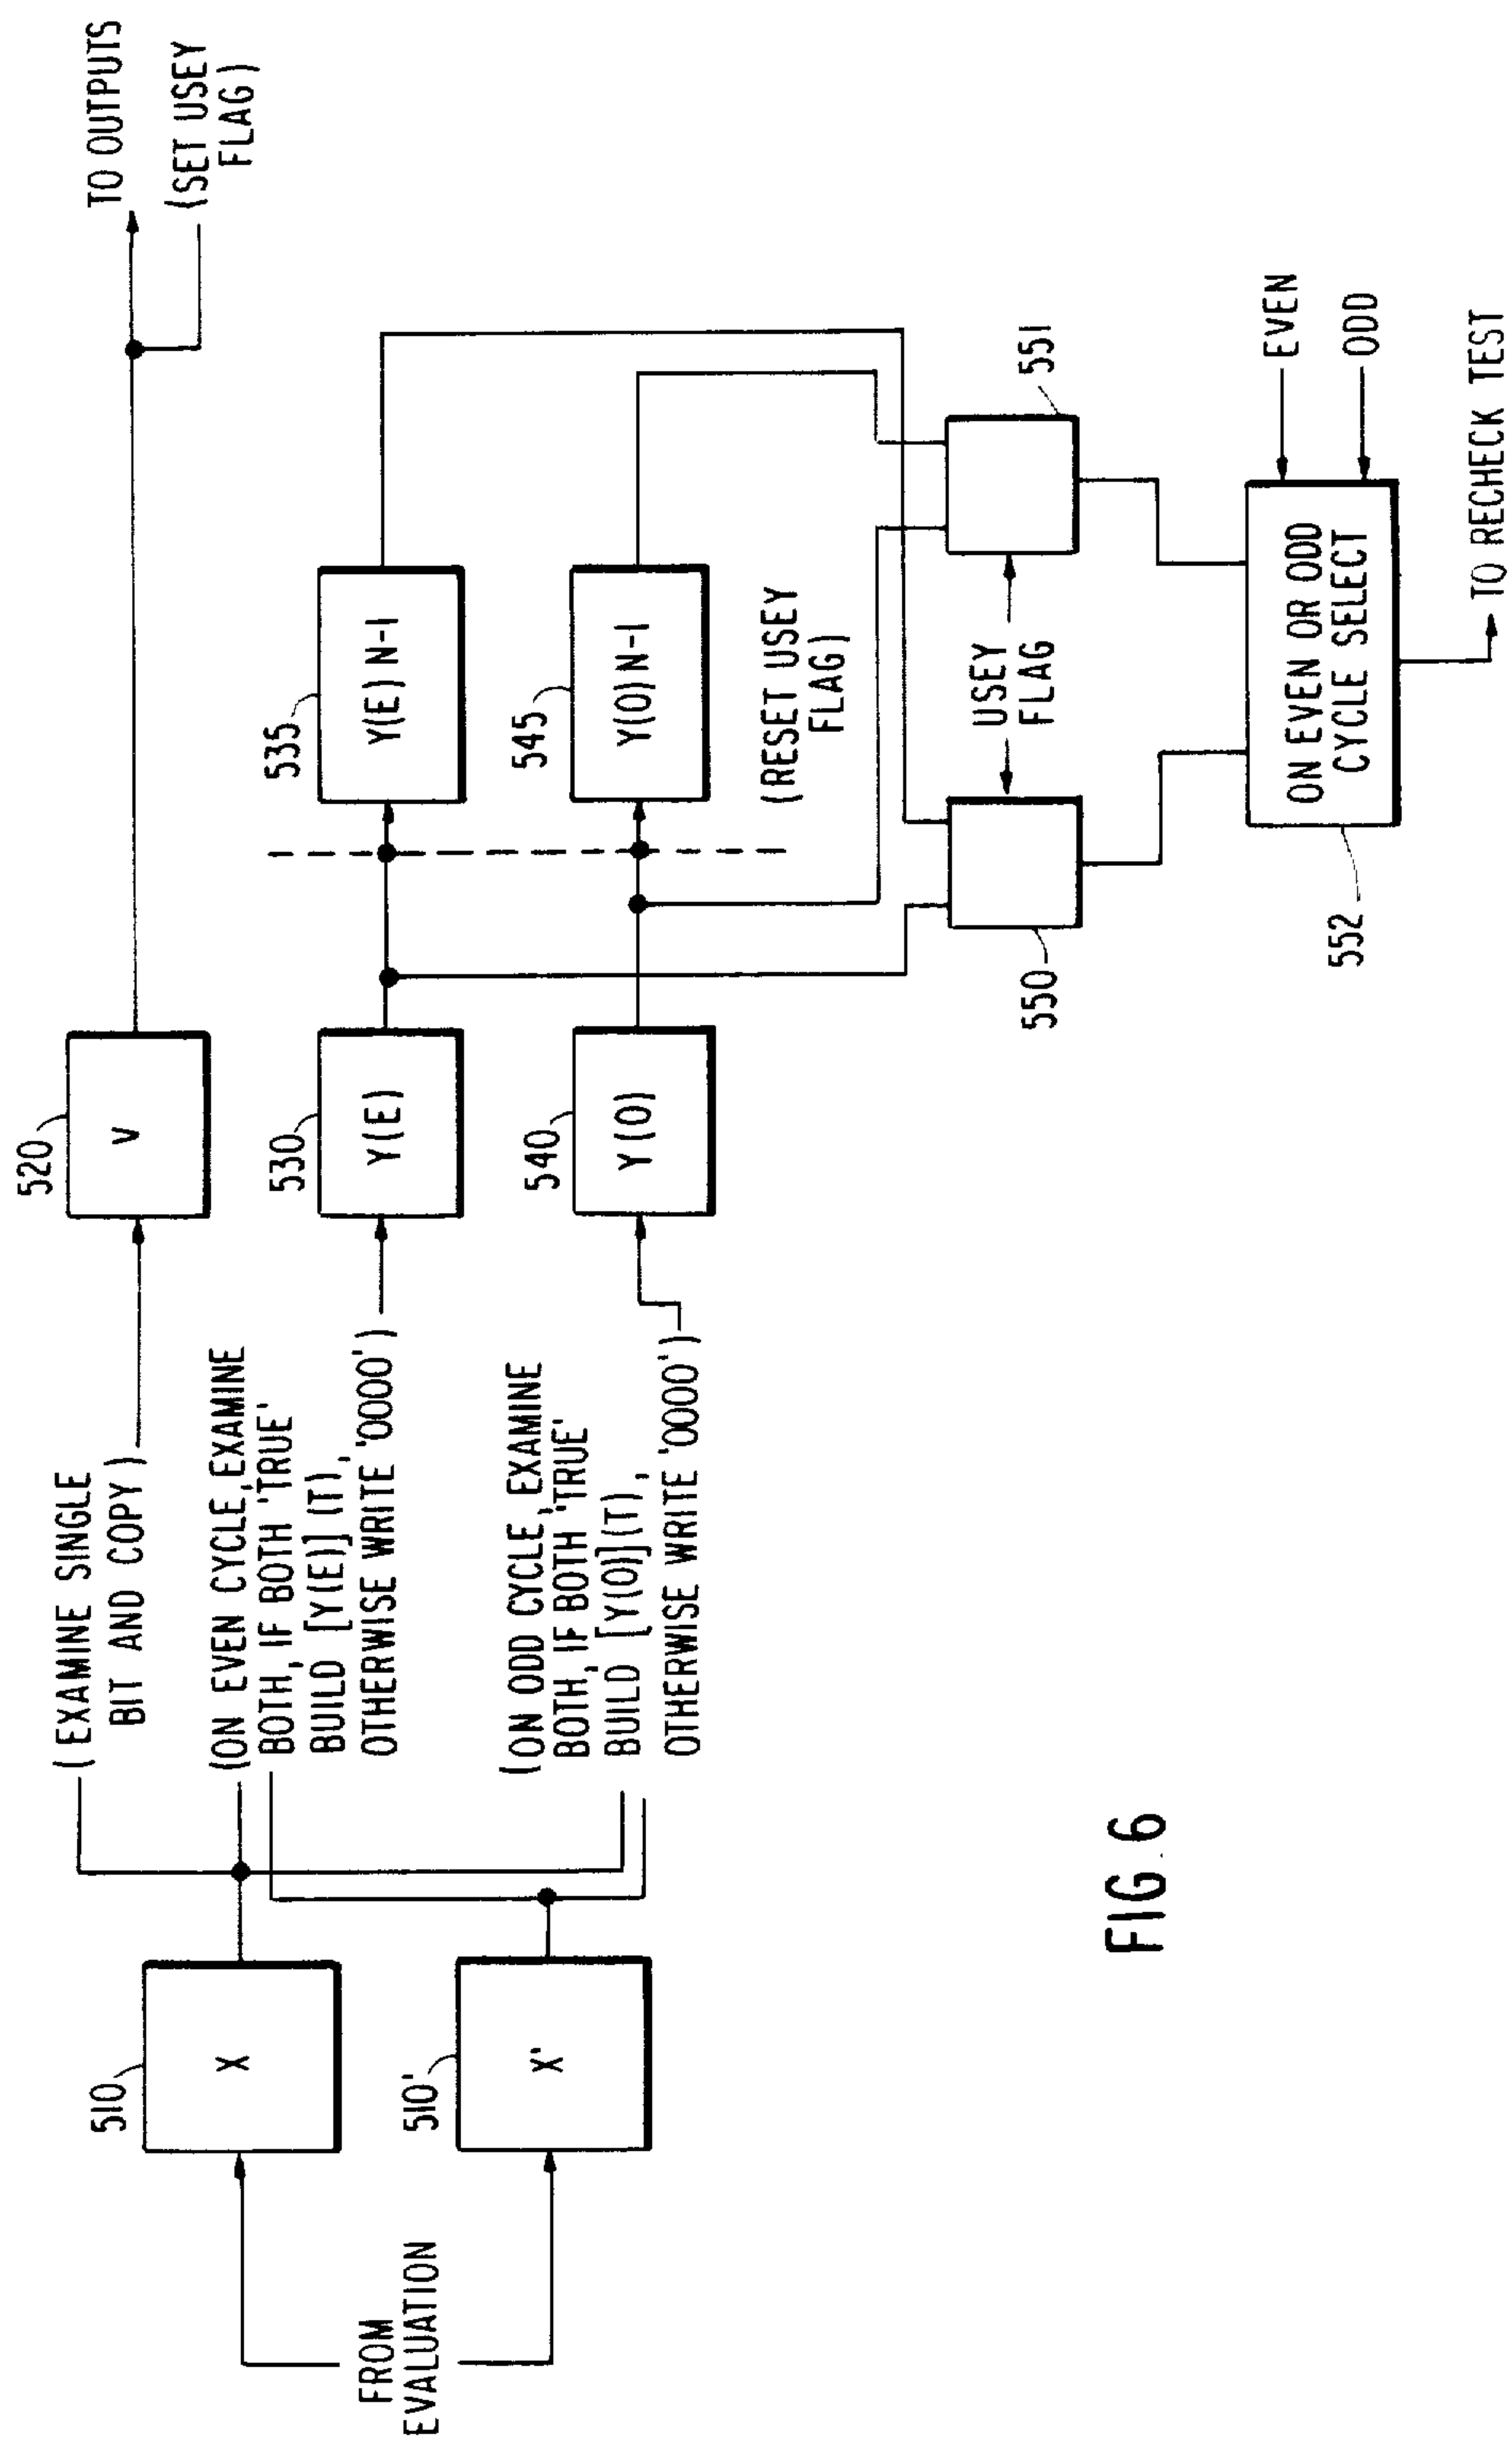 FROM
EVALUATION
510
X
510'
X'
(EXAMINE SINGLE
BIT AND COPY)
(ON EVEN CYCLE, EXAMINE
BOTH, IF BOTH 'TRUE'
BUILD [Y(E)](T),
OTHERWISE WRITE '0000')
(ON ODD CYCLE, EXAMINE
BOTH, IF BOTH 'TRUE'
BUILD [Y(O)](T),
OTHERWISE WRITE '0000')
520
V
530
Y(E)
540
Y(O)
535
Y(E) N-1
545
Y(O) N-1
(RESET USEY
FLAG)
TO OUTPUTS
(SET USEY
FLAG)
550
USEY
FLAG
551
552
ON EVEN OR ODD
CYCLE SELECT
EVEN
ODD
TO RECHECK TEST
FIG. 6